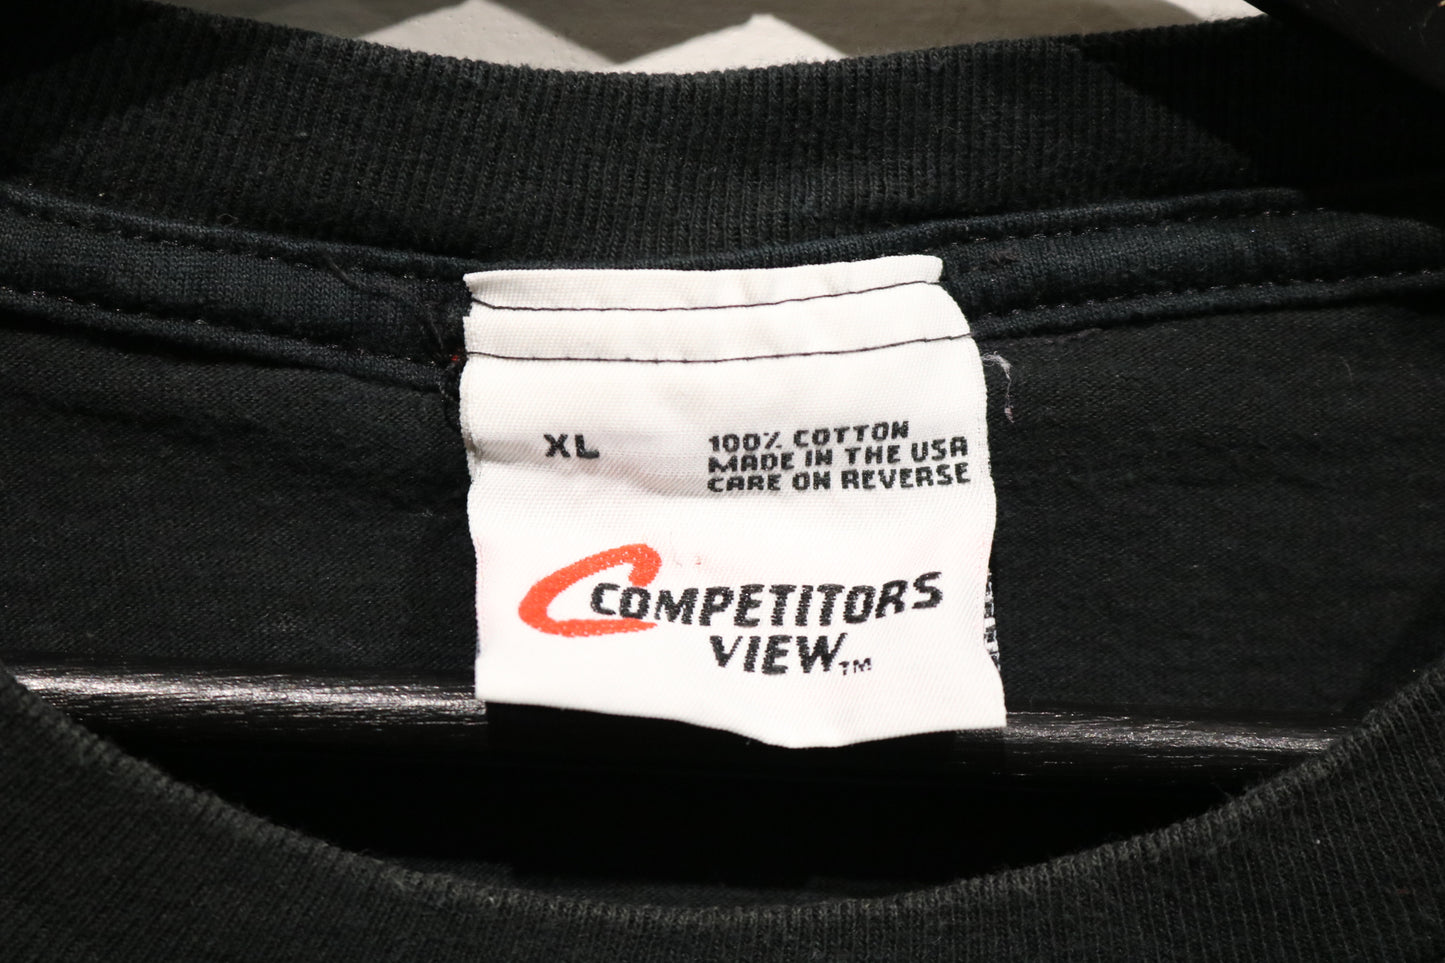 XL
100% COTTON
MADE IN THE USA
CARE ON REVERSE
COMPETITORS
VIEW™